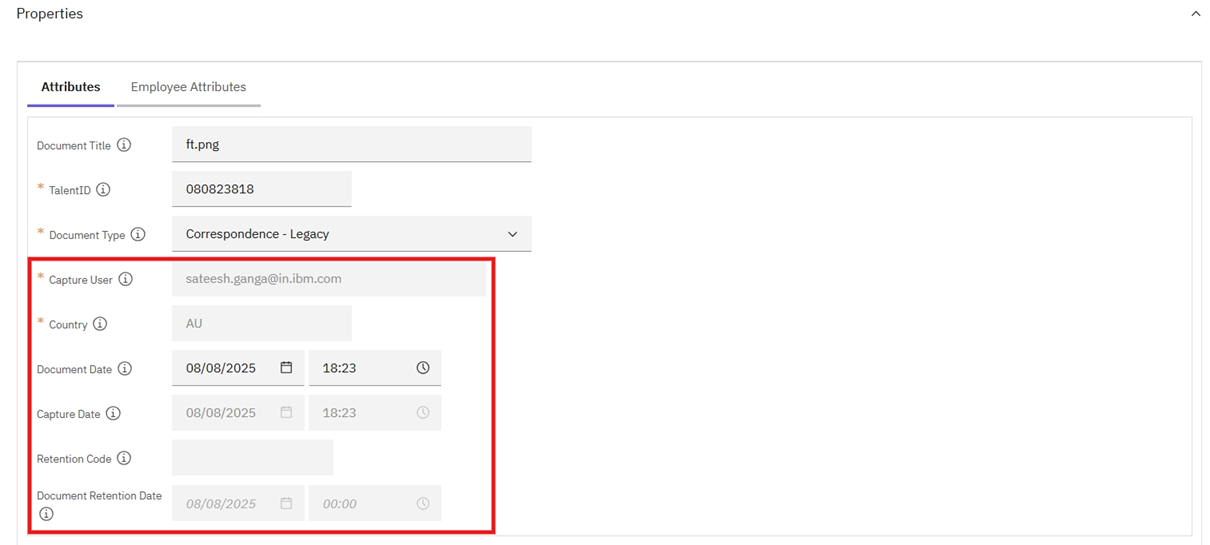 Properties
Attributes Employee Attributes
Document Title ft.png
* TalentID 080823818
* Document Type Correspondence - Legacy
* Capture User sateesh.ganga@in.ibm.com
* Country AU
Document Date 08/08/2025 18:23
Capture Date 08/08/2025 18:23
Retention Code
Document Retention Date 08/08/2025 00:00